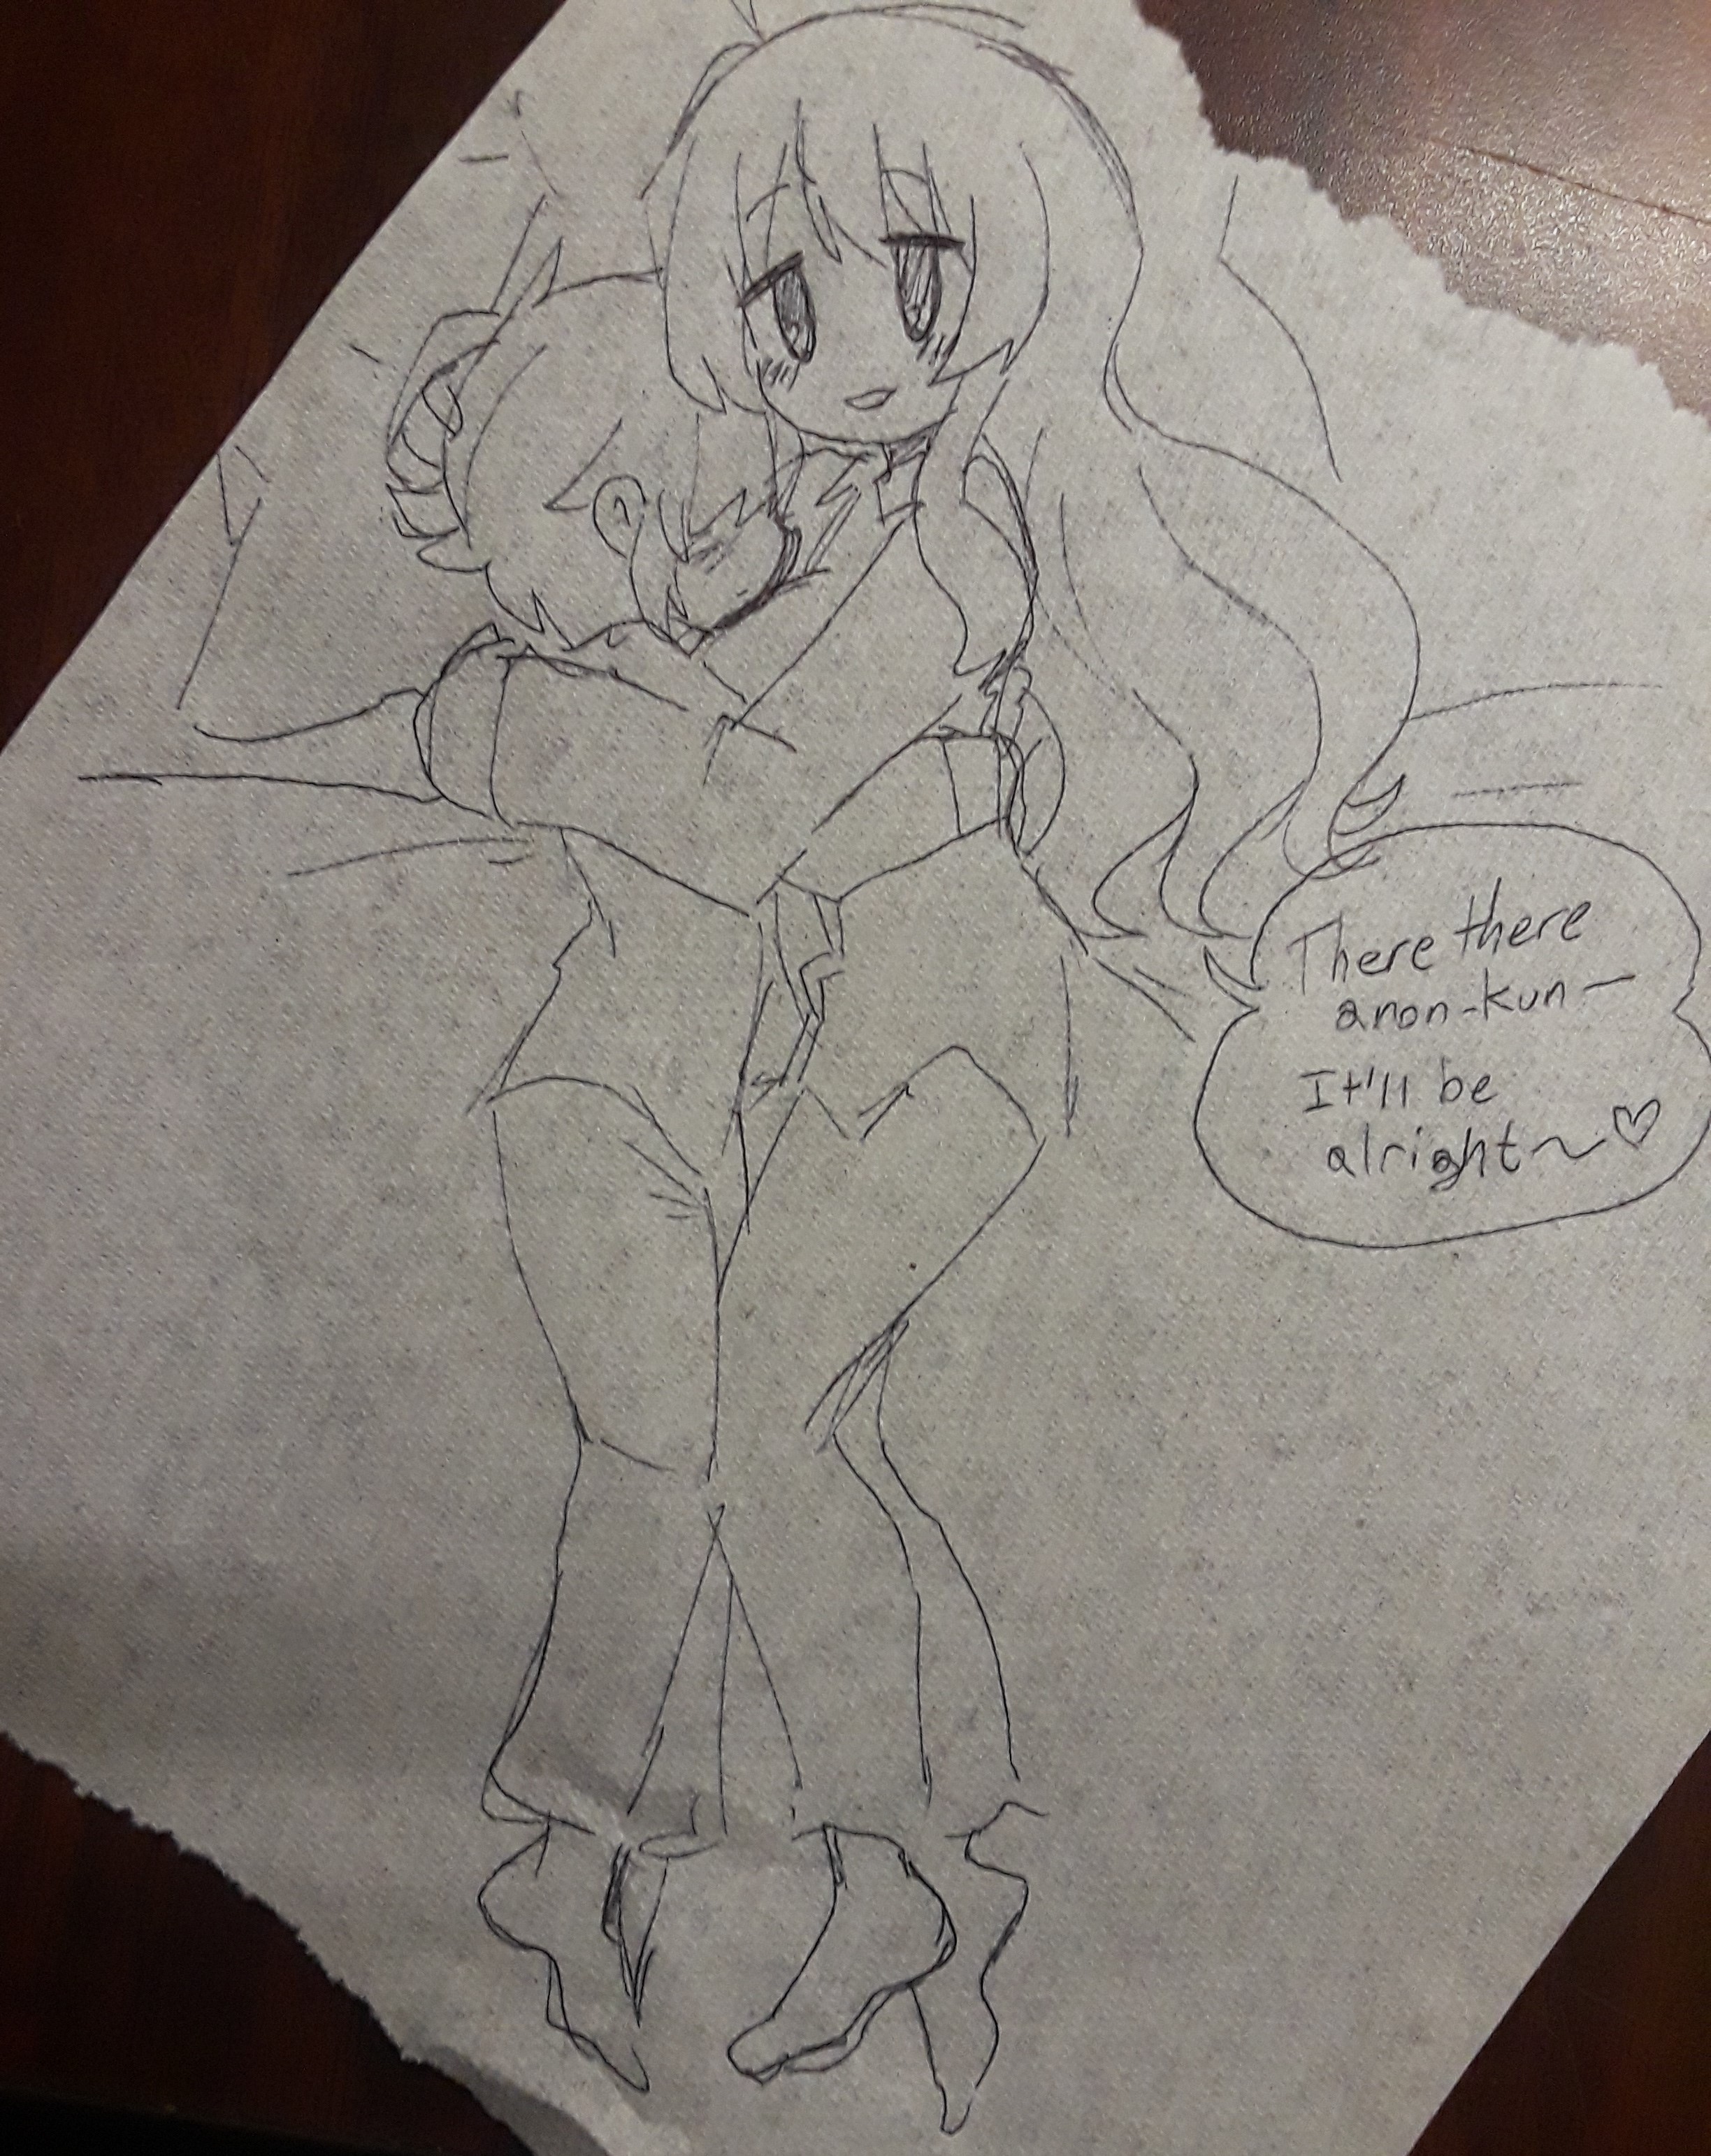 There there
anon-kun—
It'll be
alright~♡